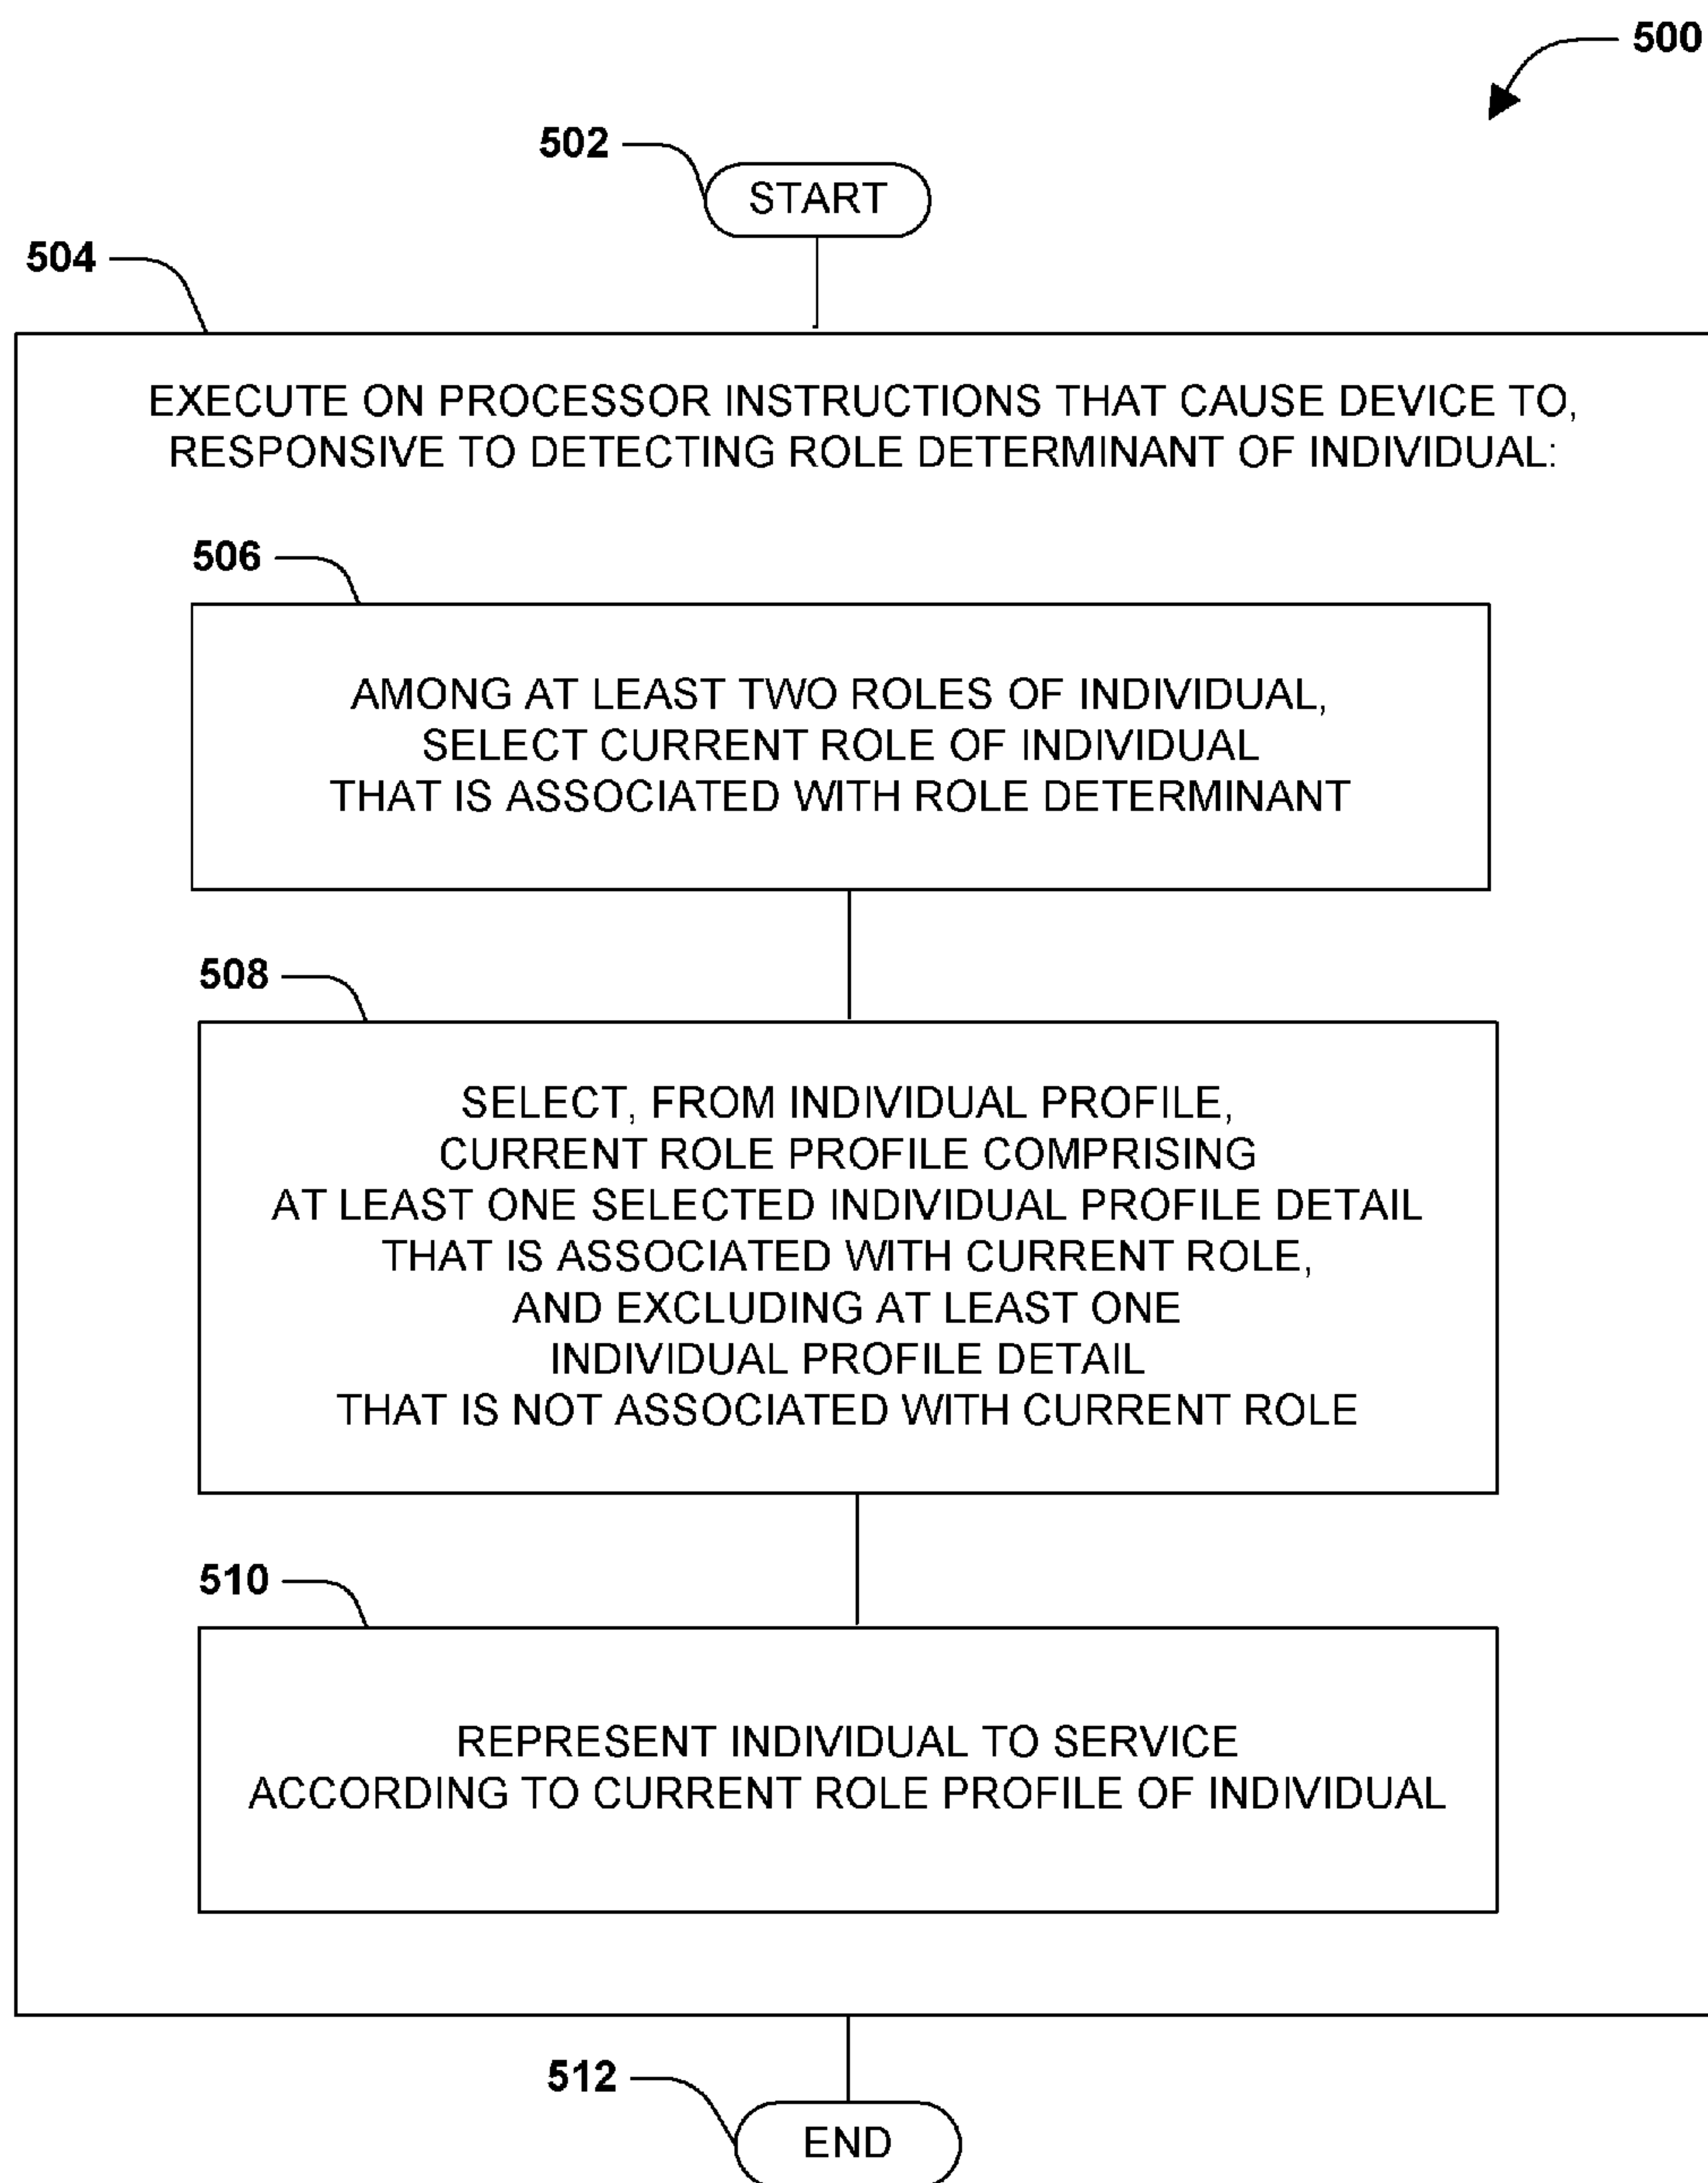 500
502
START
504
EXECUTE ON PROCESSOR INSTRUCTIONS THAT CAUSE DEVICE TO,
RESPONSIVE TO DETECTING ROLE DETERMINANT OF INDIVIDUAL:
506
AMONG AT LEAST TWO ROLES OF INDIVIDUAL,
SELECT CURRENT ROLE OF INDIVIDUAL
THAT IS ASSOCIATED WITH ROLE DETERMINANT
508
SELECT, FROM INDIVIDUAL PROFILE,
CURRENT ROLE PROFILE COMPRISING
AT LEAST ONE SELECTED INDIVIDUAL PROFILE DETAIL
THAT IS ASSOCIATED WITH CURRENT ROLE,
AND EXCLUDING AT LEAST ONE
INDIVIDUAL PROFILE DETAIL
THAT IS NOT ASSOCIATED WITH CURRENT ROLE
510
REPRESENT INDIVIDUAL TO SERVICE
ACCORDING TO CURRENT ROLE PROFILE OF INDIVIDUAL
512
END